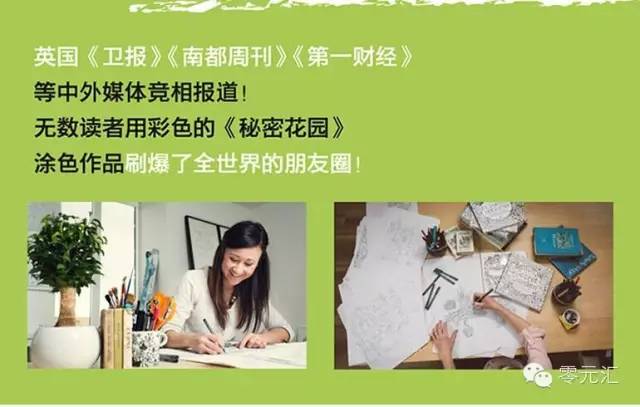 英国《卫报》《南都周刊》《第一财经》
等中外媒体竞相报道！
无数读者用彩色的《秘密花园》
涂色作品刷爆了全世界的朋友圈！
零元汇